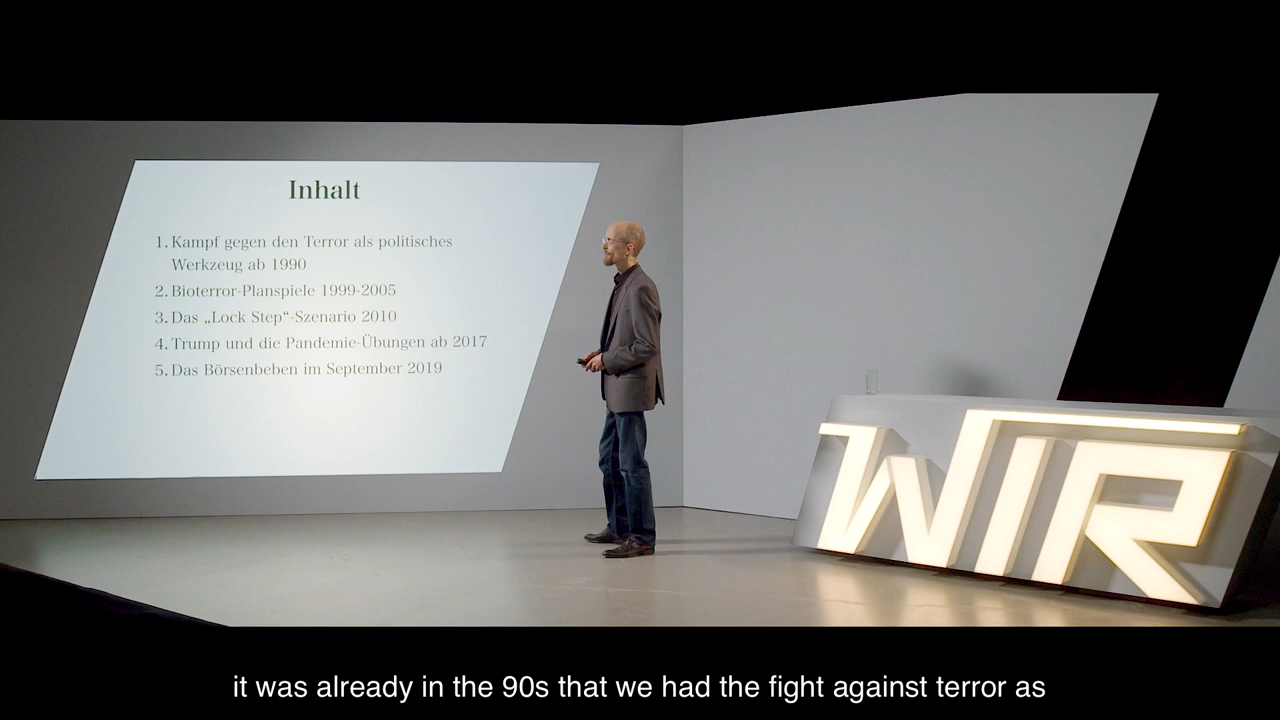 Inhalt
1. Kampf gegen den Terror als politisches
Werkzeug ab 1990
2. Bioterror-Planspiele 1999-2005
3. Das „Lock Step“-Szenario 2010
4. Trump und die Pandemie-Übungen ab 2017
5. Das Börsenbeben im September 2019
WIR
it was already in the 90s that we had the fight against terror as